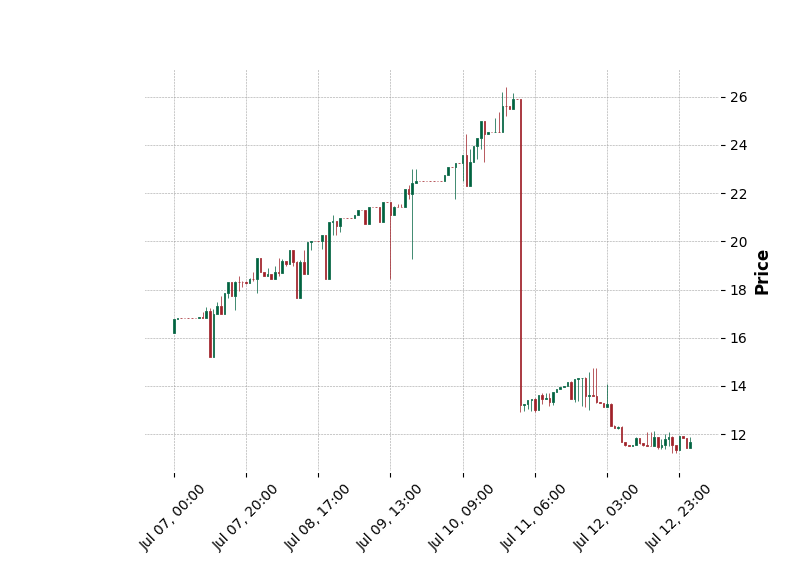 26
24
22
20
18
16
14
12
Price
Jul 07, 00:00
Jul 07, 20:00
Jul 08, 17:00
Jul 09, 13:00
Jul 10, 09:00
Jul 11, 06:00
Jul 12, 03:00
Jul 12, 23:00